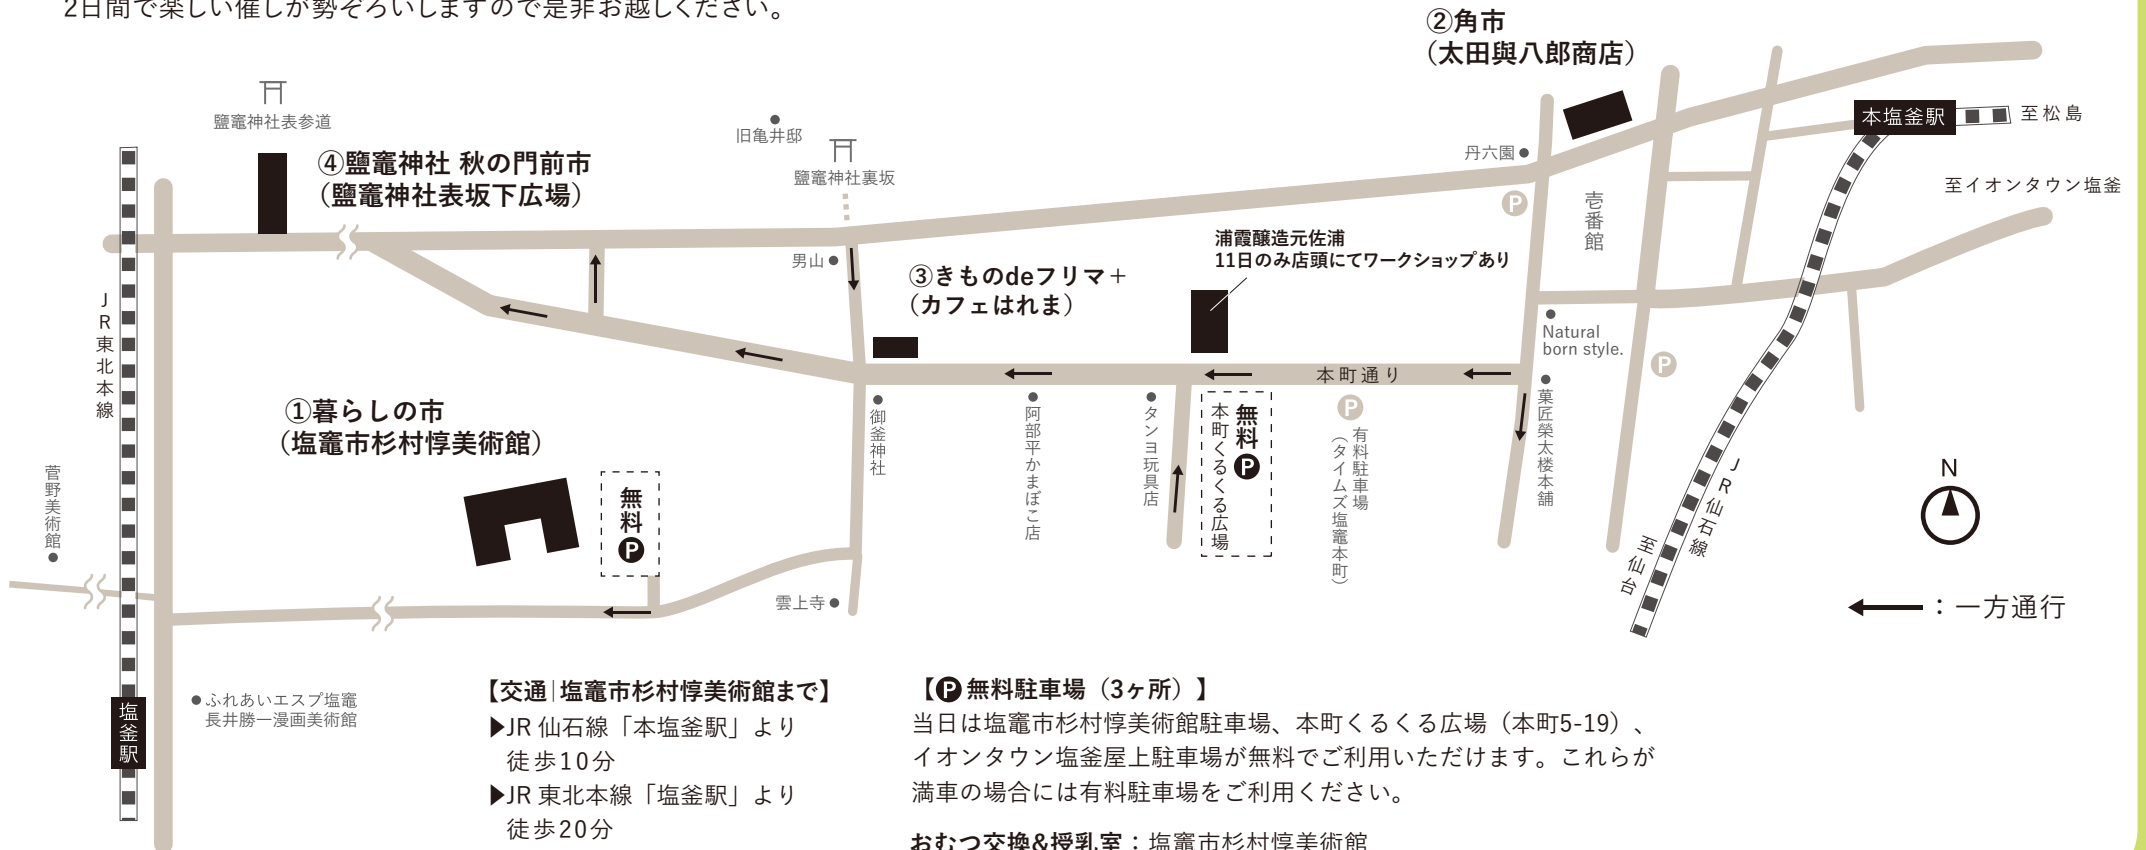 2日間で楽しい催しが勢ぞろいしますので是非お越しください。
②角市
(太田與八郎商店)
鹽竈神社表参道
旧亀井邸
鹽竈神社裏坂
丹六園
P
本塩釜駅
至松島
至イオンタウン塩釜
壱番館
④鹽竈神社 秋の門前市
(鹽竈神社表坂下広場)
男山
浦霞醸造元佐浦
11日のみ店頭にてワークショップあり
③きものdeフリマ＋
(カフェはれま)
JR東北本線
Natural
born style.
P
本町通り
①暮らしの市
(塩竈市杉村惇美術館)
御釜神社
阿部平かまぼこ店
タンヨ玩具店
無料P
本町くるくる広場
P
有料駐車場
(タイムズ塩竈本町)
菓匠榮太楼本舗
菅野美術館
無料P
雲上寺
JR仙石線
至仙台
N
：一方通行
塩釜駅
ふれあいエスプ塩竈
長井勝一漫画美術館
【交通|塩竈市杉村惇美術館まで】
▶JR 仙石線「本塩釜駅」より
徒歩10分
▶JR 東北本線「塩釜駅」より
徒歩20分
【P 無料駐車場（3ヶ所）】
当日は塩竈市杉村惇美術館駐車場、本町くるくる広場（本町5-19）、
イオンタウン塩釜屋上駐車場が無料でご利用いただけます。これらが
満車の場合には有料駐車場をご利用ください。
おむつ交換&授乳室：塩竈市杉村惇美術館